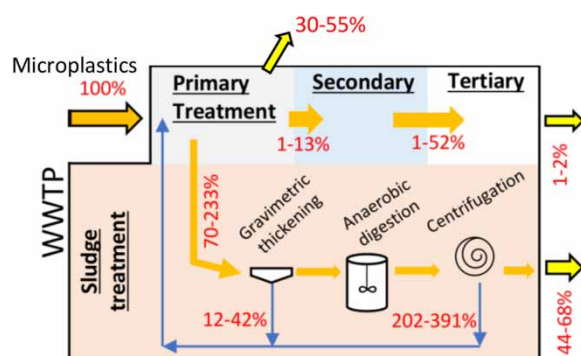 30-55%
Microplastics
100%
Primary
Treatment
Secondary
Tertiary
1-13%
1-52%
1-2%
WWTP
Sludge
treatment
70-233%
Gravimetric
thickening
Anaerobic
digestion
Centrifugation
12-42%
202-391%
44-68%